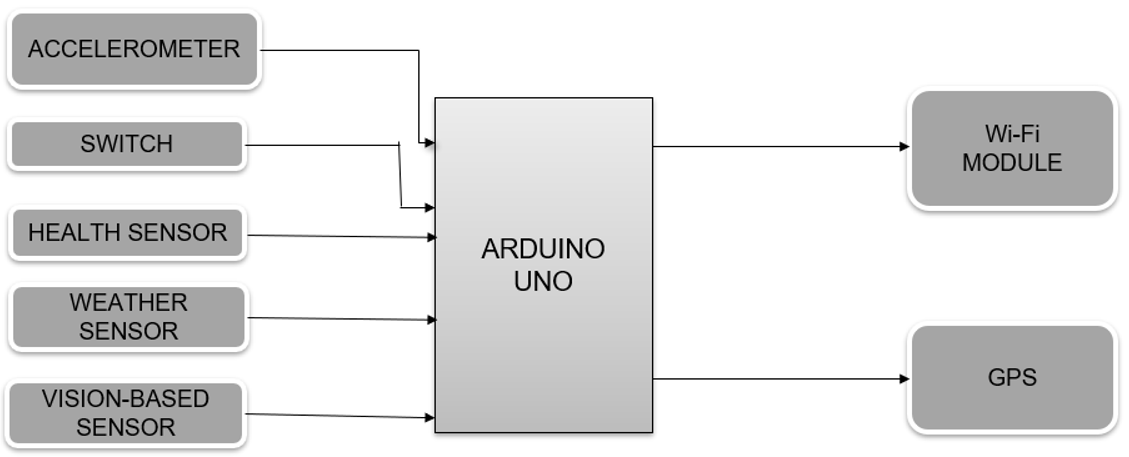 ACCELEROMETER
SWITCH
HEALTH SENSOR
WEATHER
SENSOR
VISION-BASED
SENSOR
ARDUINO
UNO
Wi-Fi
MODULE
GPS